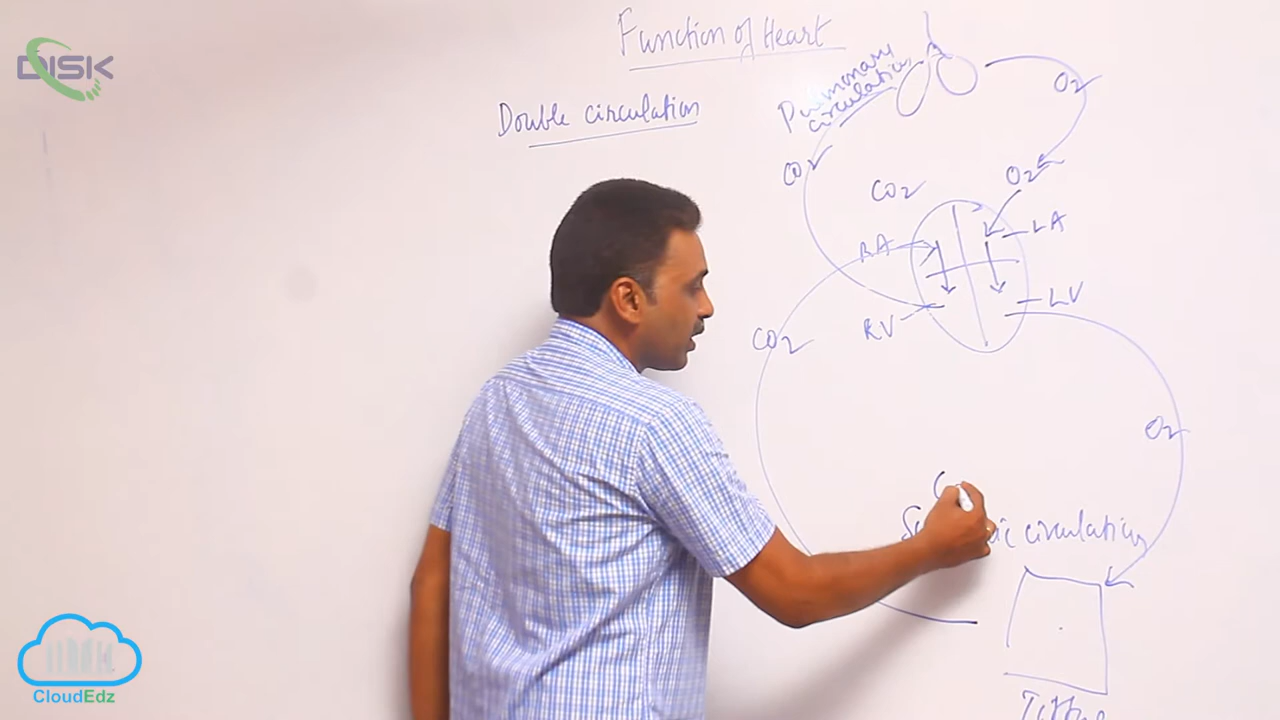 Function of Heart
DISK
Double circulation
Pulmonary
circulation
O2
CO2
O2
CO2
RA
LA
RV
LV
CO2
O2
circulation
Tissue
CloudEdz